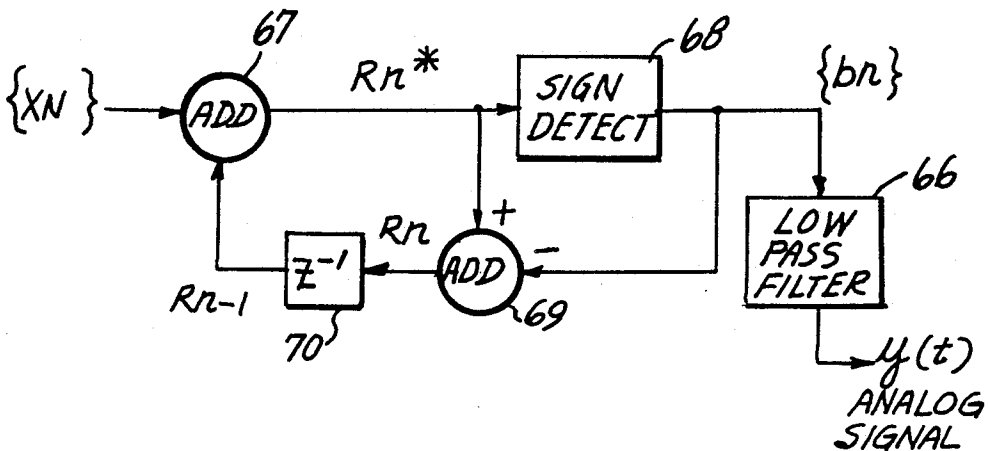 67
68
{XN}
ADD
Rn*
SIGN
DETECT
{bn}
66
+
−
Rn
ADD
69
Z⁻¹
70
Rn-1
LOW
PASS
FILTER
y(t)
ANALOG
SIGNAL